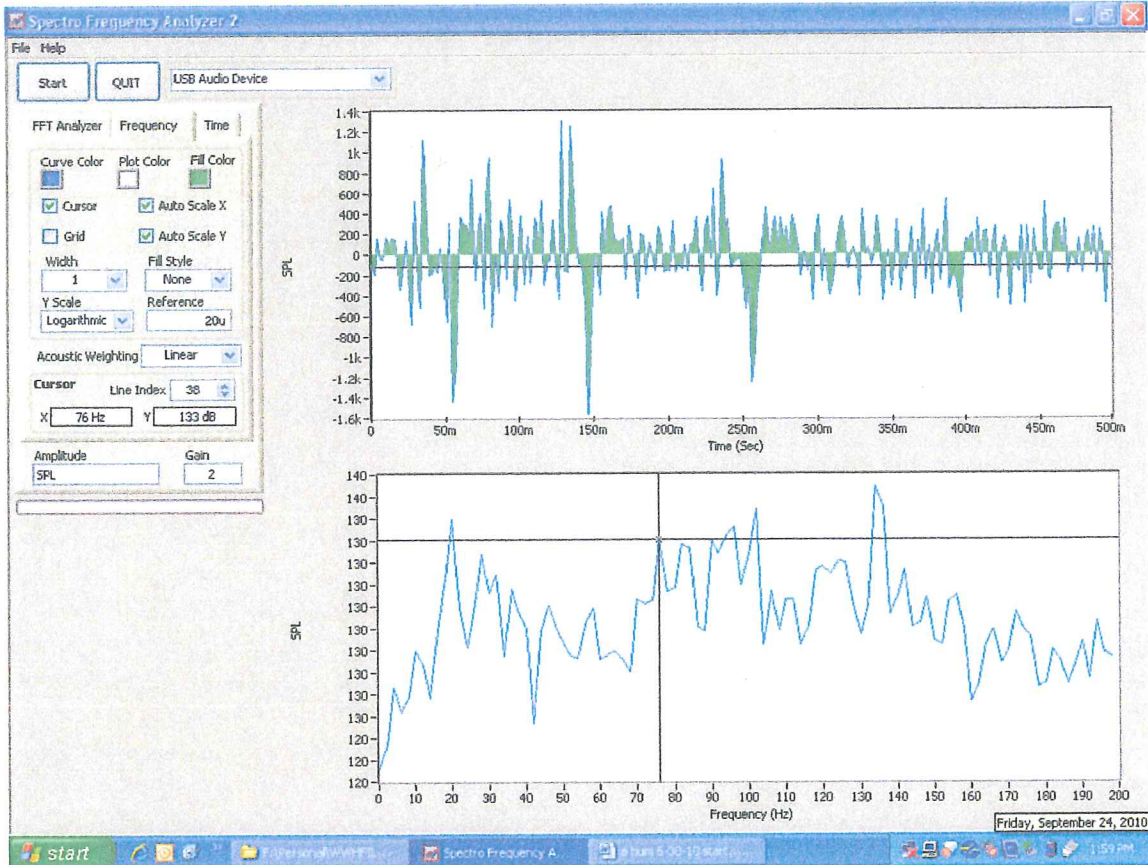 Spectro Frequency Analyzer 2
File Help
Start QUIT USB Audio Device
FFT Analyzer Frequency Time
Curve Color Plot Color Fill Color
Cursor Auto Scale X
Grid Auto Scale Y
Width Fill Style
1 None
Y Scale Reference
Logarithmic 20u
Acoustic Weighting Linear
Cursor Line Index 38
X 76 Hz Y 133 dB
Amplitude Gain
SPL 2
SPL
1.4k
1.2k
1k
800
600
400
200
0
-200
-400
-600
-800
-1k
-1.2k
-1.4k
-1.6k
0 50m 100m 150m 200m 250m 300m 350m 400m 450m 500m
Time (Sec)
SPL
140
140
130
130
130
130
130
130
130
130
130
120
120
120
0 10 20 30 40 50 60 70 80 90 100 110 120 130 140 150 160 170 180 190 200
Frequency (Hz)
Friday, September 24, 2010
start Spectro Frequency A 1:59 PM